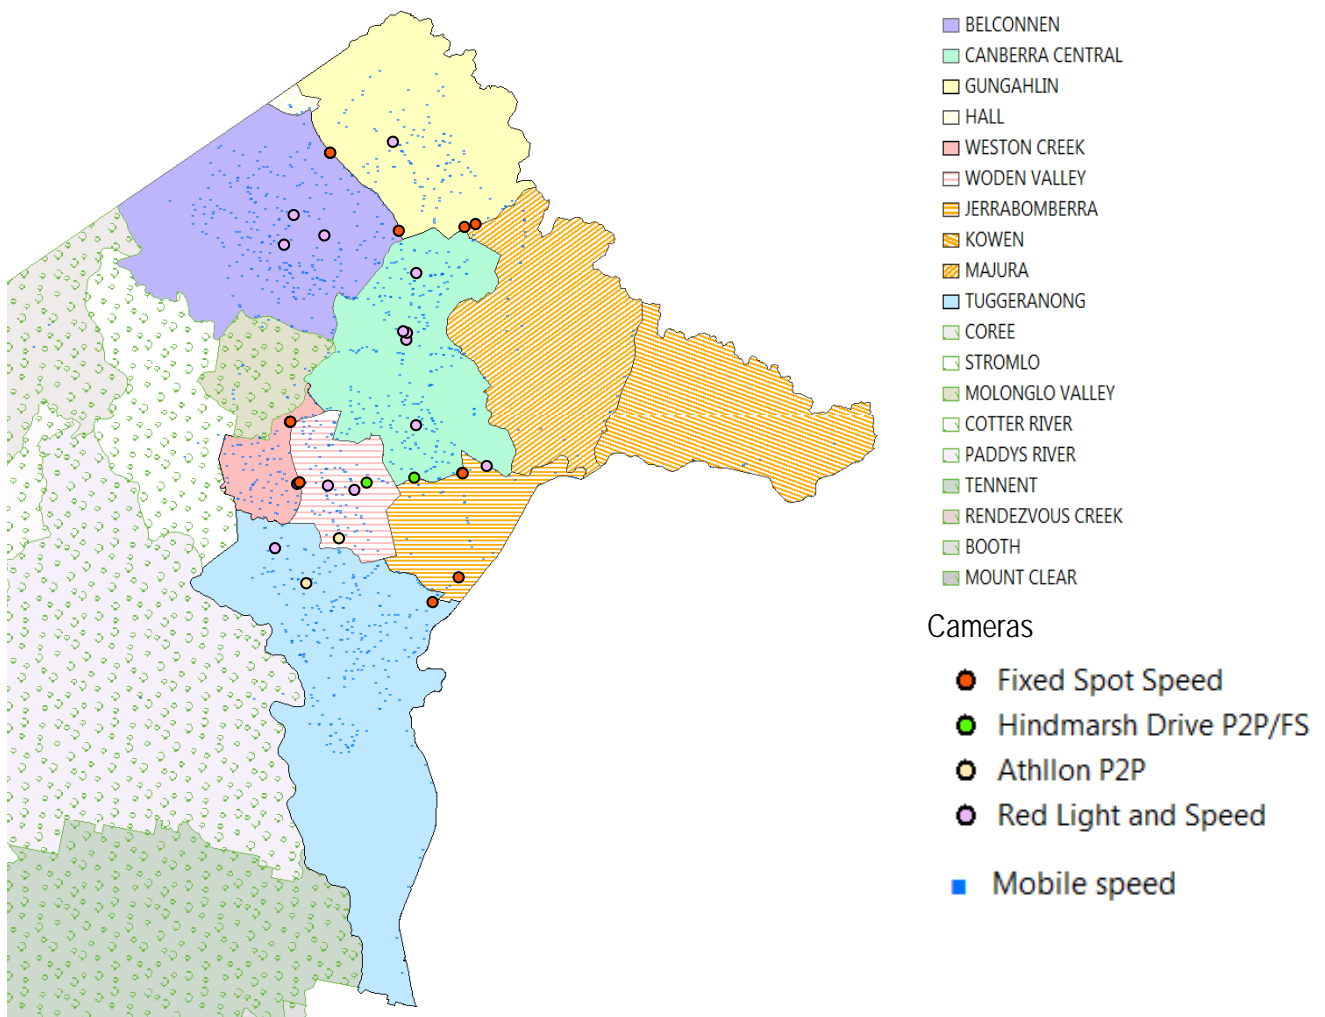 BELCONNEN
CANBERRA CENTRAL
GUNGAHLIN
HALL
WESTON CREEK
WODEN VALLEY
JERRABOMBERRA
KOWEN
MAJURA
TUGGERANONG
COREE
STROMLO
MOLONGLO VALLEY
COTTER RIVER
PADDYS RIVER
TENNENT
RENDEZVOUS CREEK
BOOTH
MOUNT CLEAR
Cameras
Fixed Spot Speed
Hindmarsh Drive P2P/FS
Athllon P2P
Red Light and Speed
Mobile speed